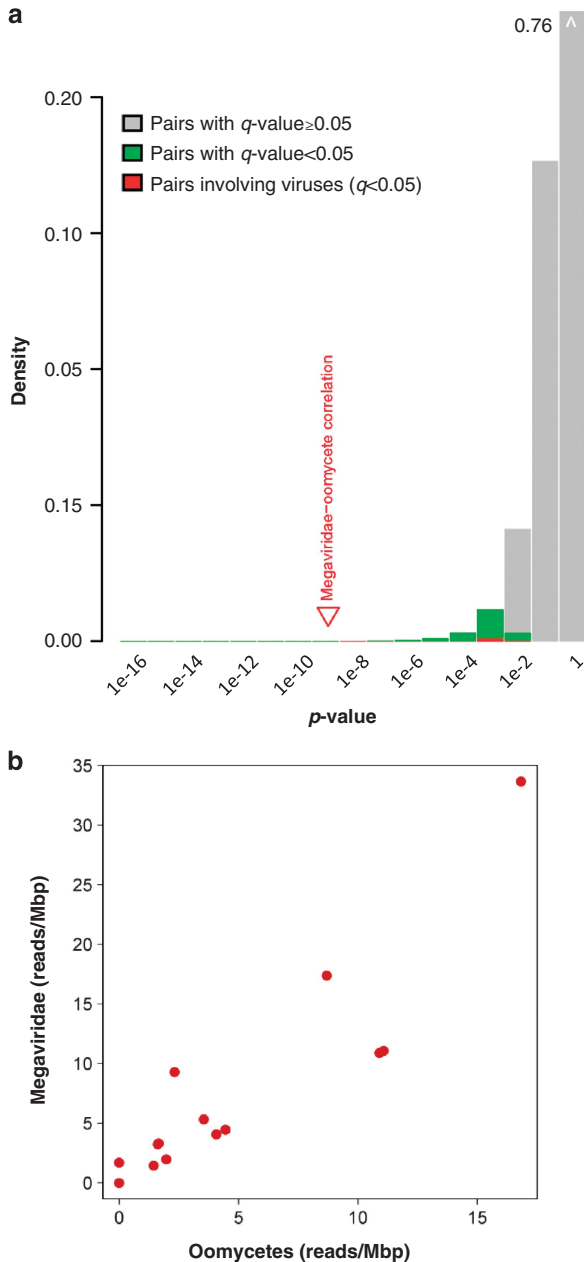 a
0.76
^
0.20
Pairs with q-value≥0.05
Pairs with q-value<0.05
Pairs involving viruses (q<0.05)
0.10
Density
0.05
Megaviridae–oomycete correlation
0.15
0.00
1e-16 1e-14 1e-12 1e-10 1e-8 1e-6 1e-4 1e-2 1
p-value
b
35
30
25
20
15
10
5
0
Megaviridae (reads/Mbp)
0 5 10 15
Oomycetes (reads/Mbp)